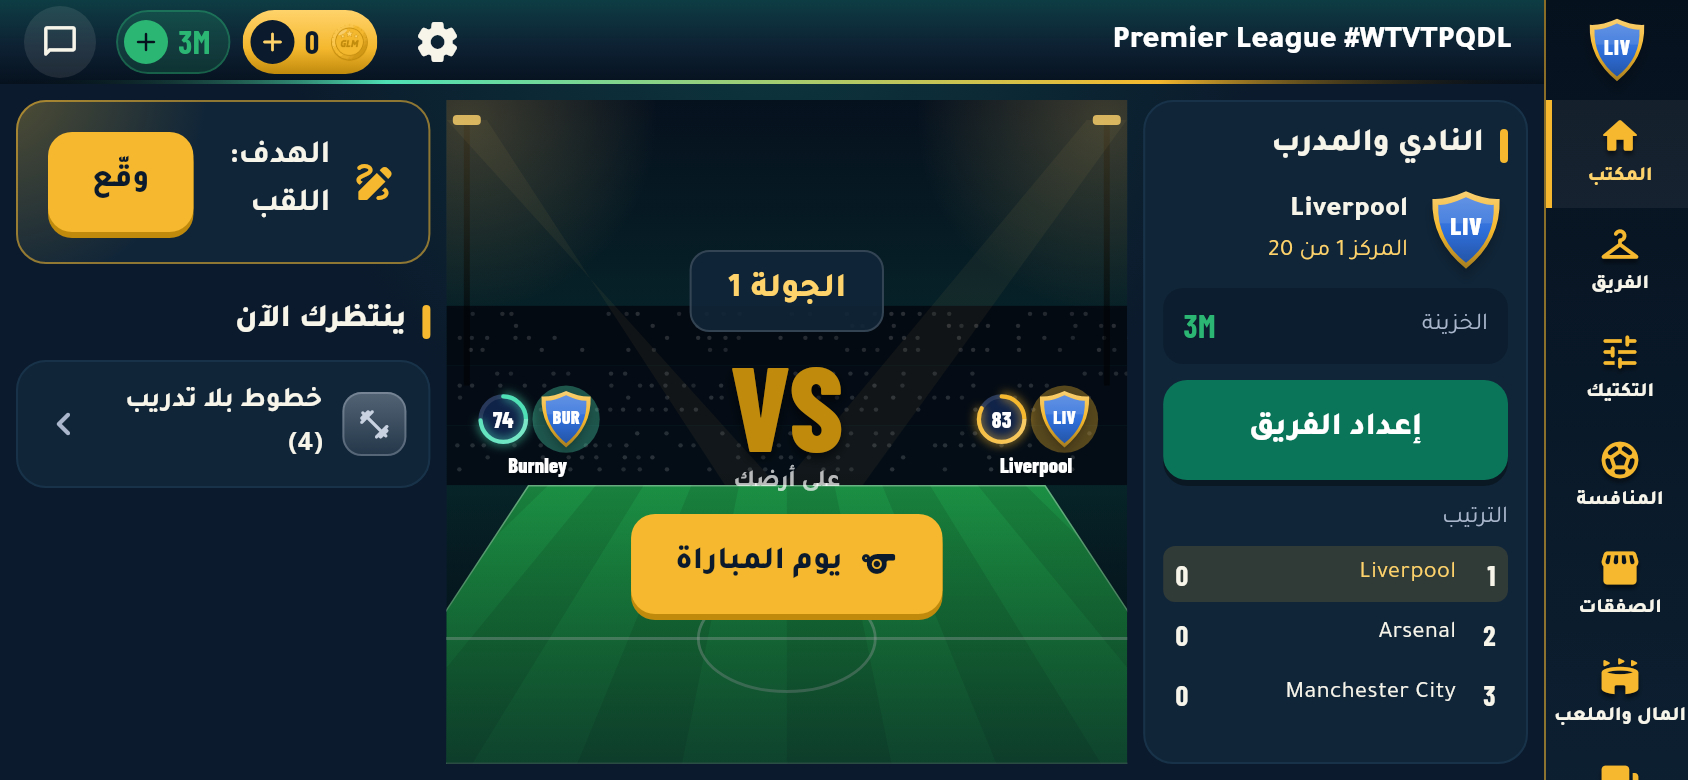 Premier League #WTVTPQDL
GLM
0
3M
LIV
المكتب
الفريق
التكتيك
المنافسة
الصفقات
المال والملعب
النادي والمدرب
LIV
Liverpool
المركز 1 من 20
الخزينة
3M
إعداد الفريق
الترتيب
1 Liverpool 0
2 Arsenal 0
3 Manchester City 0
الجولة 1
VS
LIV
83
Liverpool
BUR
74
Burnley
على أرضك
يوم المباراة
الهدف:
اللقب
وقّع
ينتظرك الآن
خطوط بلا تدريب
(4)